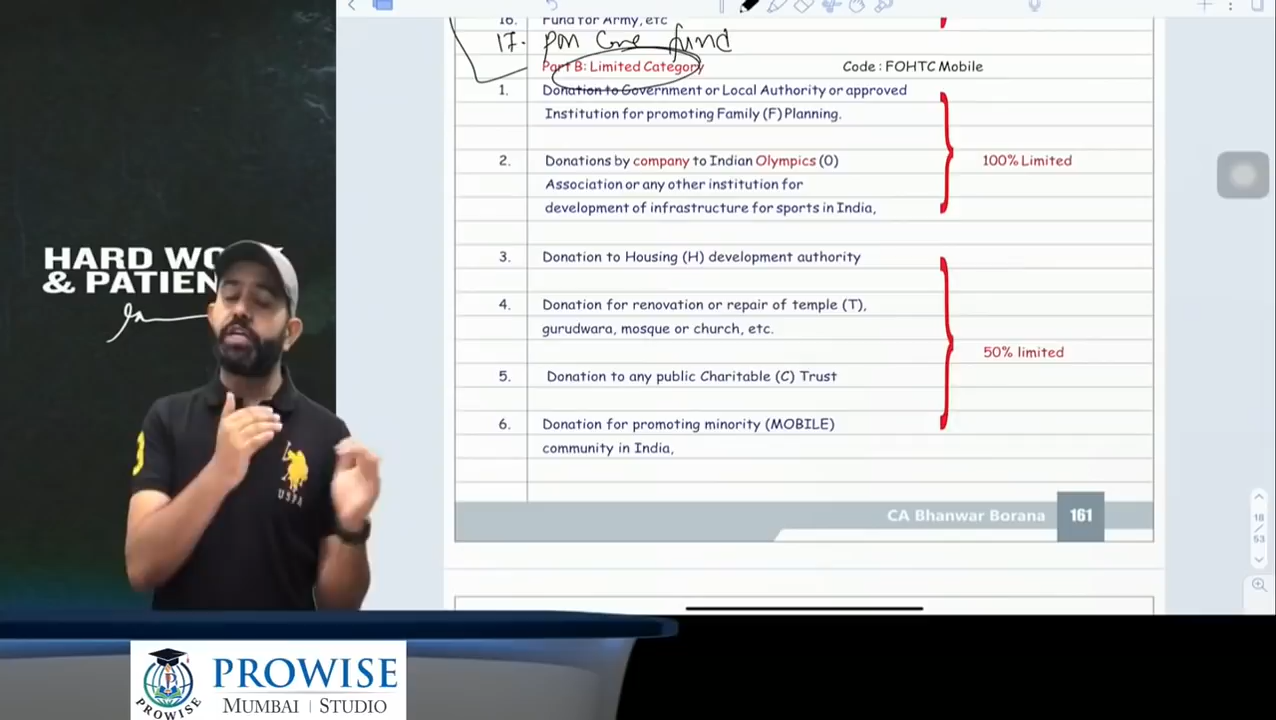 16. Fund for Army, etc
17. PM Care fund
Part B: Limited Category Code : FOHTC Mobile
1. Donation to Government or Local Authority or approved
Institution for promoting Family (F) Planning.
2. Donations by company to Indian Olympics (O)
Association or any other institution for
development of infrastructure for sports in India,
100% Limited
3. Donation to Housing (H) development authority
4. Donation for renovation or repair of temple (T),
gurudwara, mosque or church, etc.
50% limited
5. Donation to any public Charitable (C) Trust
6. Donation for promoting minority (MOBILE)
community in India,
CA Bhanwar Borana 161
18
/
53
HARD
& PATIEN
3
USPA
PROWISE
PROWISE
MUMBAI | STUDIO